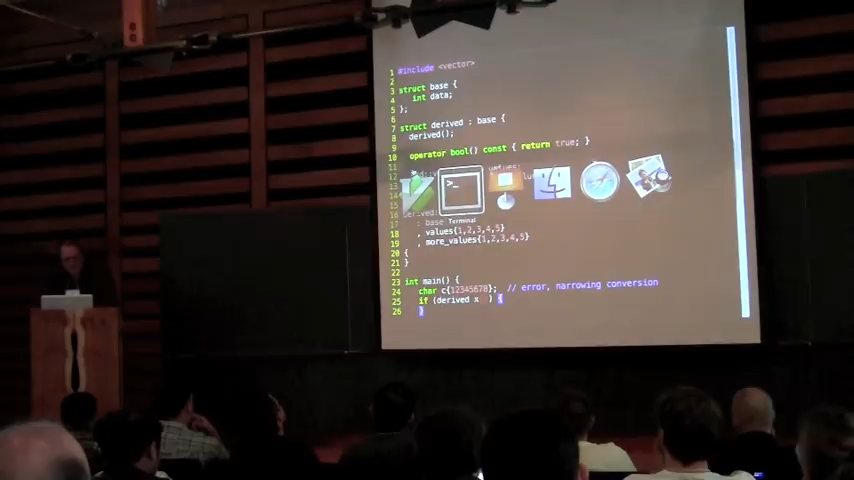 1 #include <vector>
2
3 struct base {
4 int data;
5 };
6
7 struct derived : base {
8 derived();
9
10 operator bool() const { return true; }
11
12
16
17 : base
Terminal
18 , values{1,2,3,4,5}
19 , more_values{1,2,3,4,5}
20 {
21 }
22
23 int main() {
24 char c{12345678}; // error, narrowing conversion
25 if (derived x{}) {
26 }